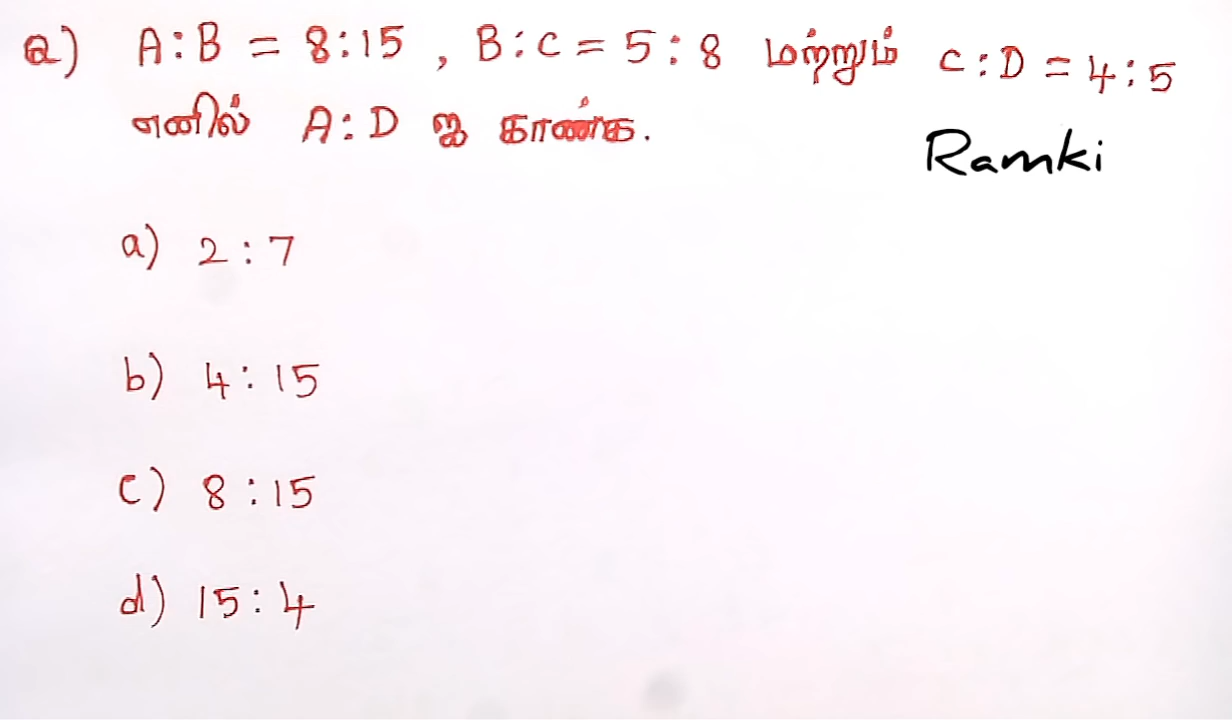 Q) A:B = 8:15 , B:C = 5:8 மற்றும் C:D = 4:5
எனில் A:D ஐ காண்க.
Ramki
a) 2:7
b) 4:15
c) 8:15
d) 15:4